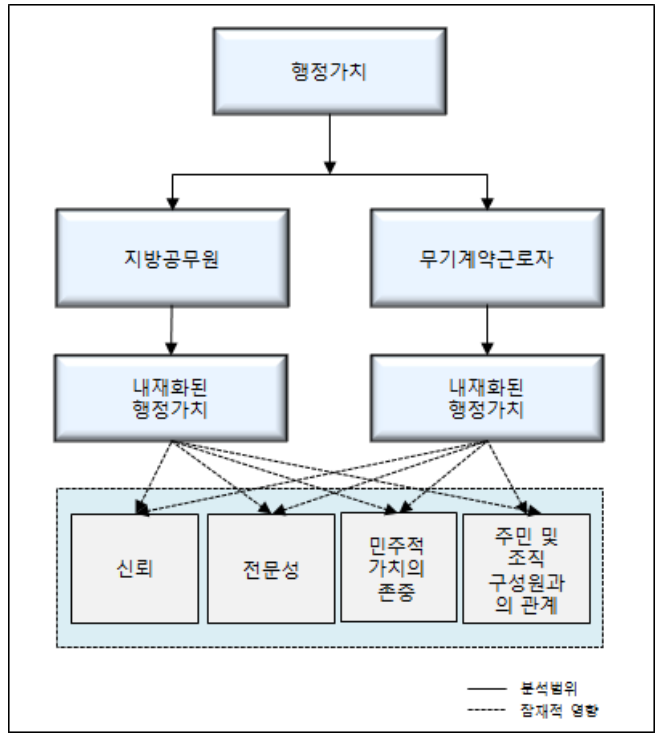 행정가치
지방공무원
무기계약근로자
내재화된
행정가치
내재화된
행정가치
신뢰
전문성
민주적
가치의
존중
주민 및
조직
구성원과
의 관계
분석범위
잠재적 영향